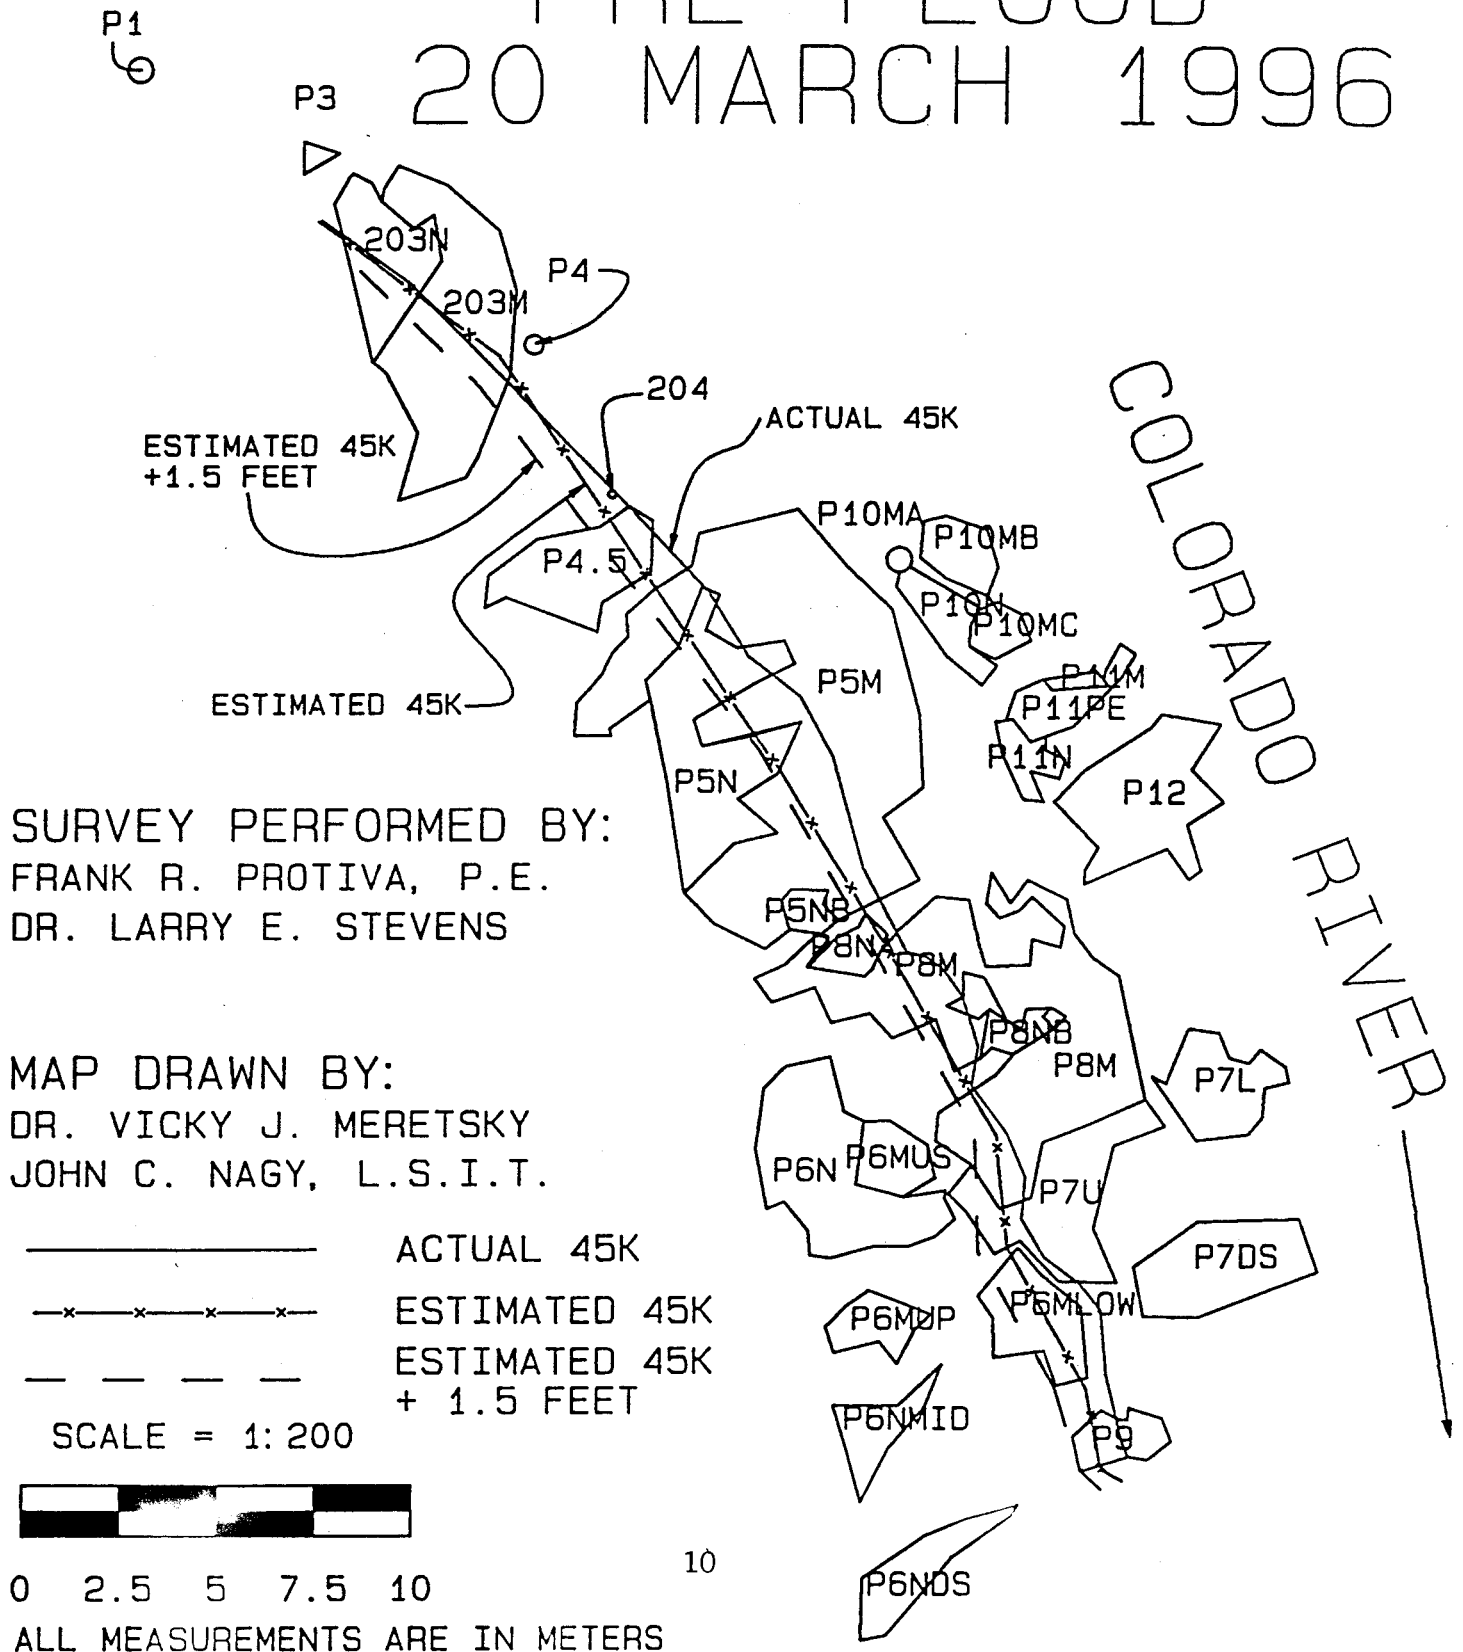 PRE FLOOD
20 MARCH 1996
P1
P3
203N
203M
P4
204
ACTUAL 45K
ESTIMATED 45K
+1.5 FEET
P4.5
ESTIMATED 45K
P10MA
P10MB
P10N
P10MC
P11M
P11PE
P11N
P12
P5M
P5N
COLORADO RIVER
SURVEY PERFORMED BY:
FRANK R. PROTIVA, P.E.
DR. LARRY E. STEVENS
P5NB
P8M
P8NB
P8M
P7L
MAP DRAWN BY:
DR. VICKY J. MERETSKY
JOHN C. NAGY, L.S.I.T.
P6N
P6MUS
P7U
P7DS
P6MUP
P6MLOW
P6NMID
P9
P6NDS
ACTUAL 45K
ESTIMATED 45K
ESTIMATED 45K
+ 1.5 FEET
SCALE = 1:200
0 2.5 5 7.5 10
ALL MEASUREMENTS ARE IN METERS
10